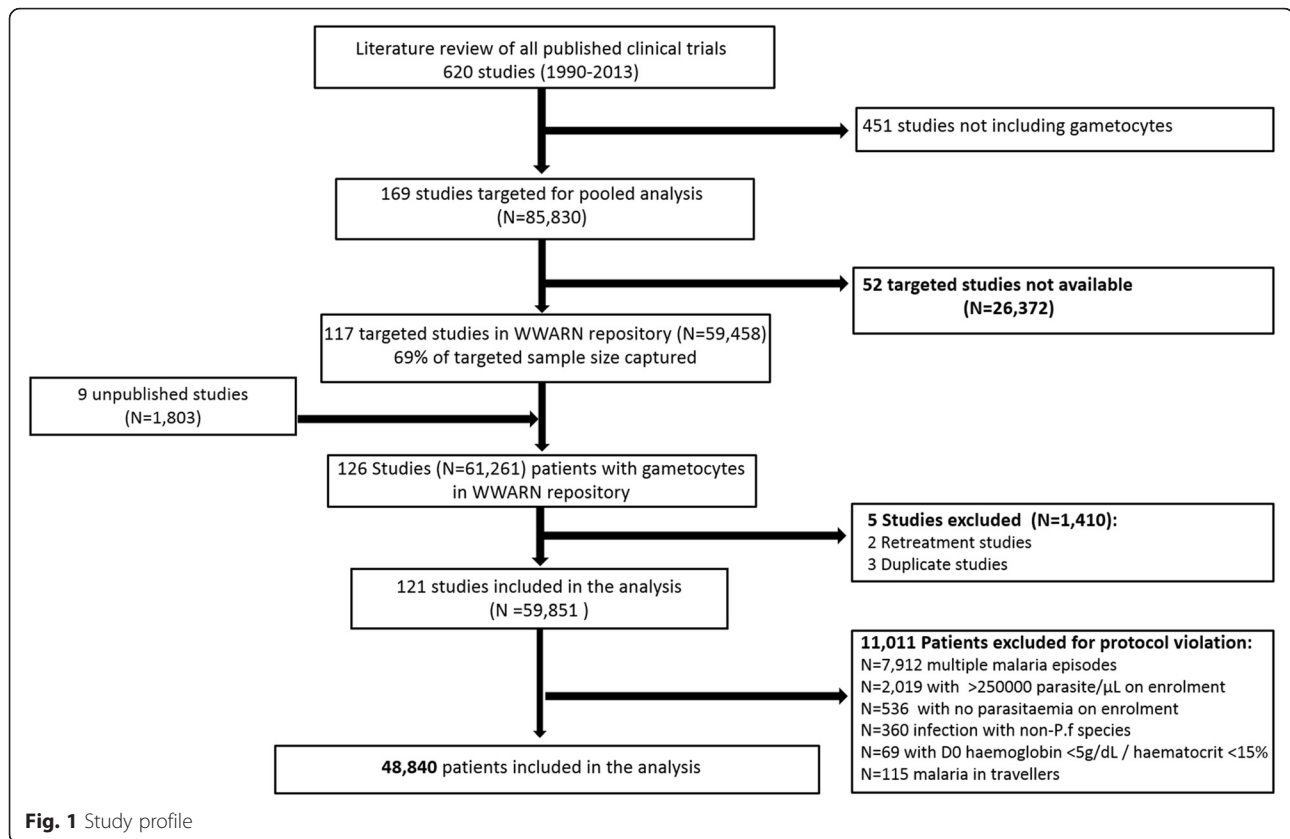 Literature review of all published clinical trials
620 studies (1990-2013)
451 studies not including gametocytes
169 studies targeted for pooled analysis
(N=85,830)
52 targeted studies not available
(N=26,372)
117 targeted studies in WWARN repository (N=59,458)
69% of targeted sample size captured
9 unpublished studies
(N=1,803)
126 Studies (N=61,261) patients with gametocytes
in WWARN repository
5 Studies excluded (N=1,410):
2 Retreatment studies
3 Duplicate studies
121 studies included in the analysis
(N =59,851 )
11,011 Patients excluded for protocol violation:
N=7,912 multiple malaria episodes
N=2,019 with >250000 parasite/µL on enrolment
N=536 with no parasitaemia on enrolment
N=360 infection with non-P.f species
N=69 with D0 haemoglobin <5g/dL / haematocrit <15%
N=115 malaria in travellers
48,840 patients included in the analysis
Fig. 1 Study profile